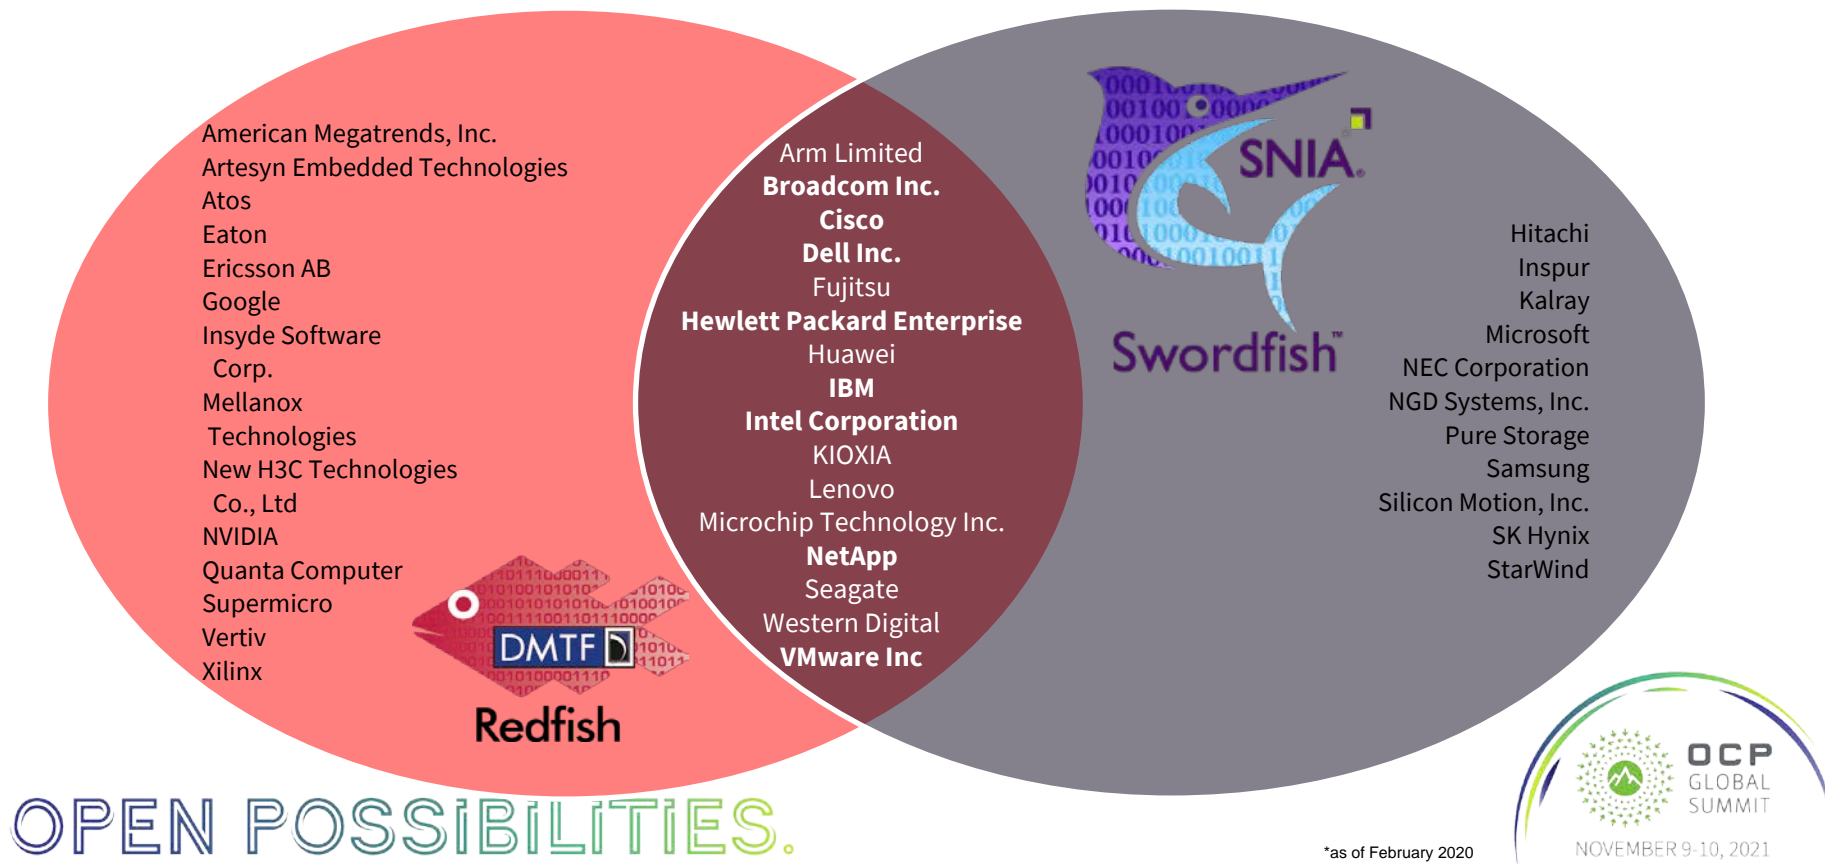 American Megatrends, Inc.
Artesyn Embedded Technologies
Atos
Eaton
Ericsson AB
Google
Insyde Software
Corp.
Mellanox
Technologies
New H3C Technologies
Co., Ltd
NVIDIA
Quanta Computer
Supermicro
Vertiv
Xilinx
DMTF
Redfish
Arm Limited
Broadcom Inc.
Cisco
Dell Inc.
Fujitsu
Hewlett Packard Enterprise
Huawei
IBM
Intel Corporation
KIOXIA
Lenovo
Microchip Technology Inc.
NetApp
Seagate
Western Digital
VMware Inc
SNIA®
Swordfish™
Hitachi
Inspur
Kalray
Microsoft
NEC Corporation
NGD Systems, Inc.
Pure Storage
Samsung
Silicon Motion, Inc.
SK Hynix
StarWind
OPEN POSSIBILITIES.
*as of February 2020
OCP
GLOBAL
SUMMIT
NOVEMBER 9-10, 2021